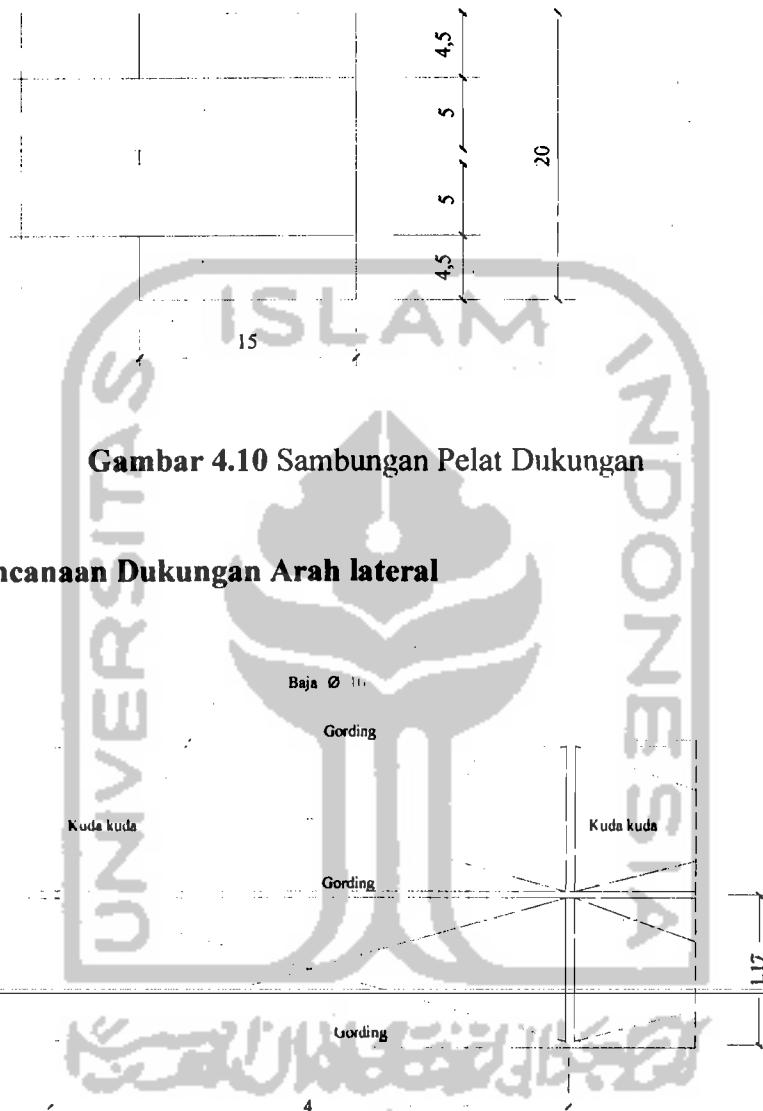 4,5
5
5
4,5
20
15
ISLAM
UNIVERSITAS
INDONESIA
Gambar 4.10 Sambungan Pelat Dukungan
ncanaan Dukungan Arah lateral
Baja Ø
Gording
Kuda kuda
Kuda kuda
Gording
1.17
Gording
4